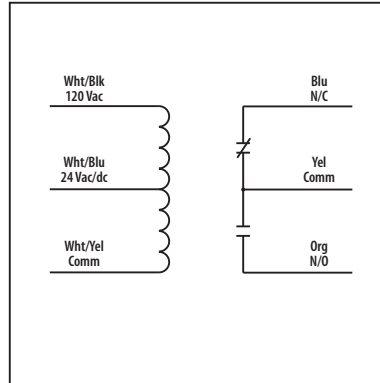 Wht/Blk
120 Vac
Wht/Blu
24 Vac/dc
Wht/Yel
Comm
Blu
N/C
Yel
Comm
Org
N/O